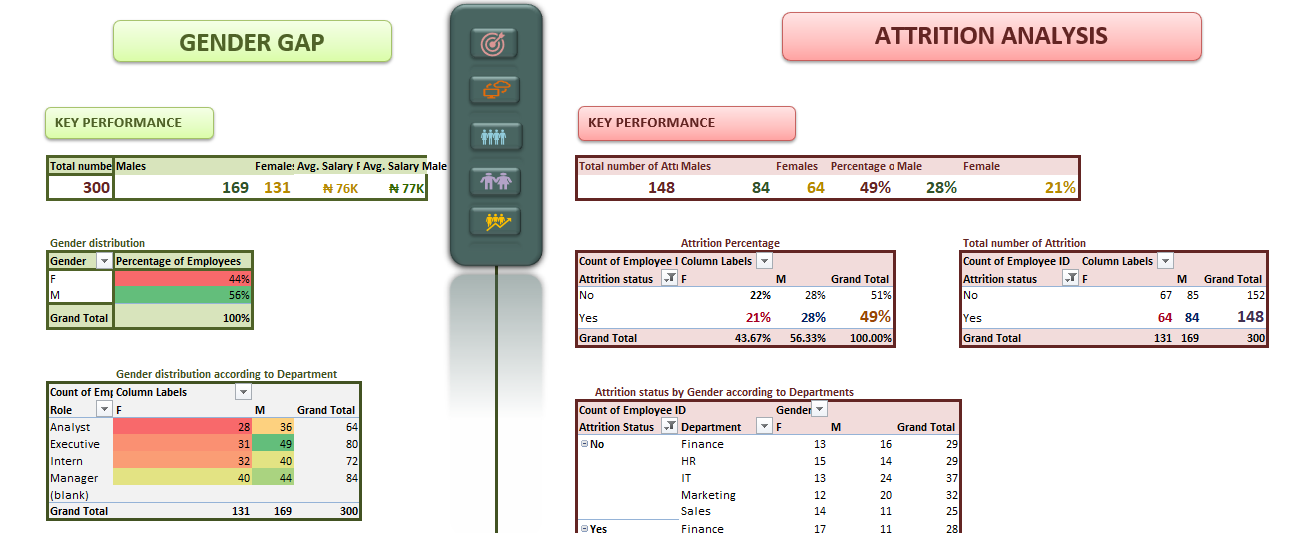 GENDER GAP
KEY PERFORMANCE
Total numbe Males Female Avg. Salary F Avg. Salary Male
300 169 131 ₦ 76K ₦ 77K
Gender distribution
Gender Percentage of Employees
F 44%
M 56%
Grand Total 100%
Gender distribution according to Department
Count of Emp Column Labels
Role F M Grand Total
Analyst 28 36 64
Executive 31 49 80
Intern 32 40 72
Manager 40 44 84
(blank)
Grand Total 131 169 300
ATTRITION ANALYSIS
KEY PERFORMANCE
Total number of Attri Males Females Percentage o Male Female
148 84 64 49% 28% 21%
Attrition Percentage
Count of Employee I Column Labels
Attrition status F M Grand Total
No 22% 28% 51%
Yes 21% 28% 49%
Grand Total 43.67% 56.33% 100.00%
Total number of Attrition
Count of Employee ID Column Labels
Attrition status F M Grand Total
No 67 85 152
Yes 64 84 148
Grand Total 131 169 300
Attrition status by Gender according to Departments
Count of Employee ID Gender
Attrition Status Department F M Grand Total
No Finance 13 16 29
HR 15 14 29
IT 13 24 37
Marketing 12 20 32
Sales 14 11 25
Yes Finance 17 11 28